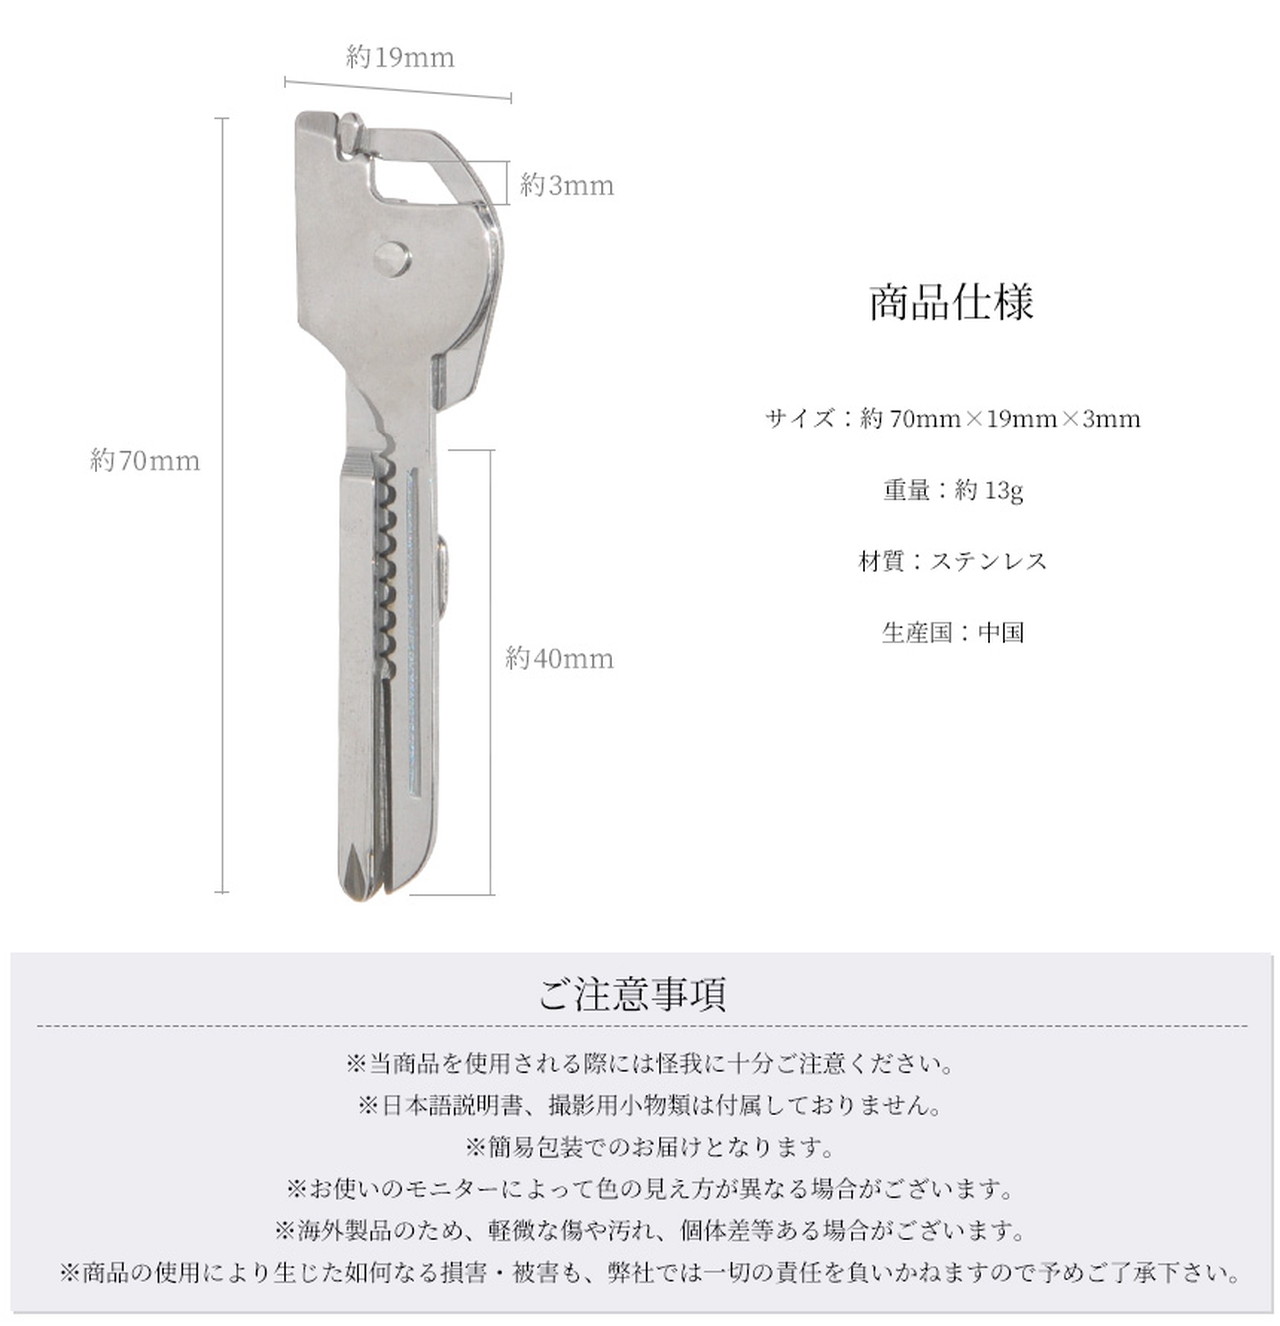 約19mm
約3mm
商品仕様
サイズ：約 70mm×19mm×3mm
約70mm
重量：約 13g
材質：ステンレス
生産国：中国
約40mm
ご注意事項
※当商品を使用される際には怪我に十分ご注意ください。
※日本語説明書、撮影用小物類は付属しておりません。
※簡易包装でのお届けとなります。
※お使いのモニターによって色の見え方が異なる場合がございます。
※海外製品のため、軽微な傷や汚れ、個体差等ある場合がございます。
※商品の使用により生じた如何なる損害・被害も、弊社では一切の責任を負いかねますので予めご了承下さい。